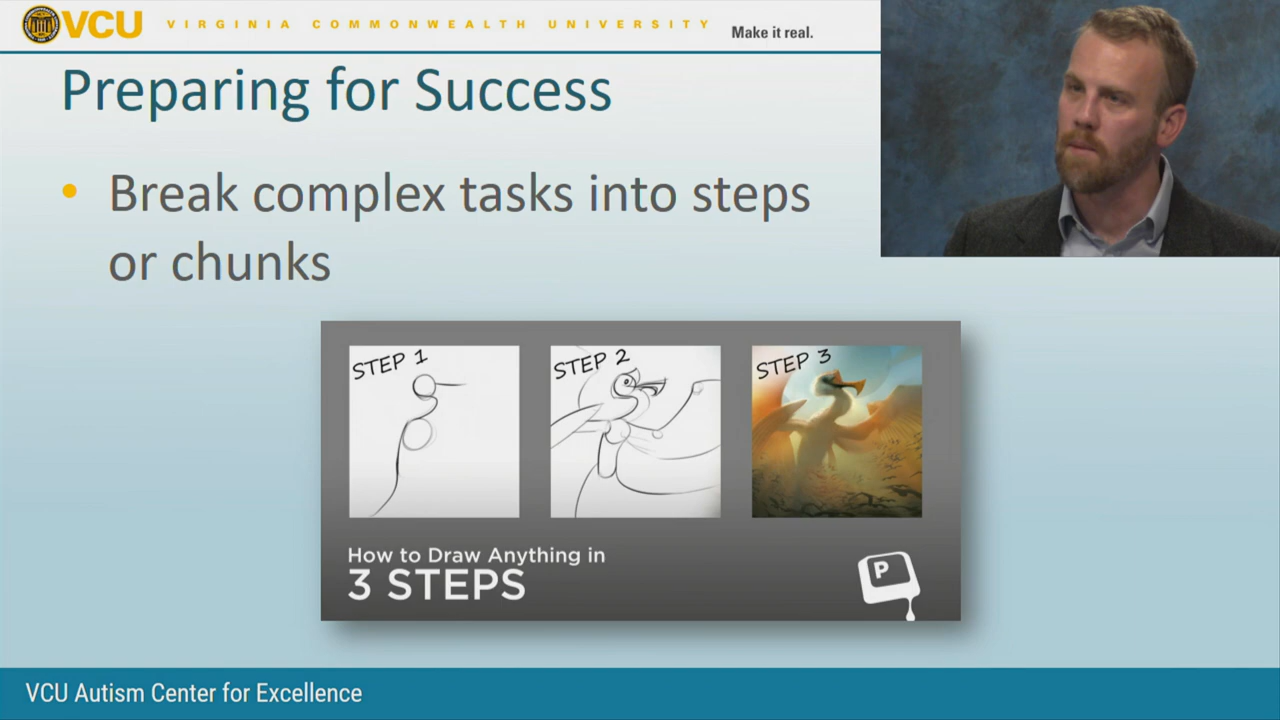 VCU VIRGINIA COMMONWEALTH UNIVERSITY
Make it real.
Preparing for Success
• Break complex tasks into steps
or chunks
STEP 1
STEP 2
STEP 3
How to Draw Anything in
3 STEPS
P
VCU Autism Center for Excellence